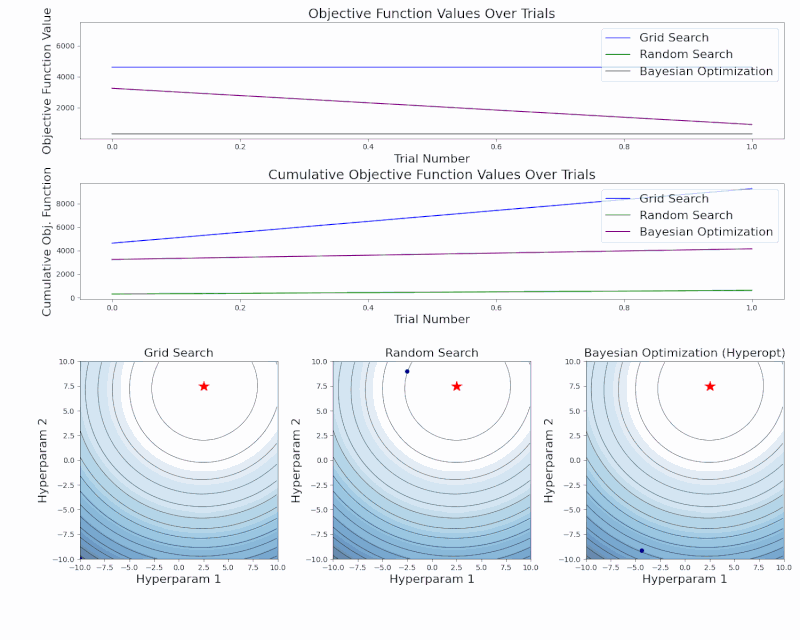 Objective Function Values Over Trials
Objective Function Value
6000
4000
2000
Grid Search
Random Search
Bayesian Optimization
0.0 0.2 0.4 0.6 0.8 1.0
Trial Number
Cumulative Objective Function Values Over Trials
Cumulative Obj. Function
8000
6000
4000
2000
0
Grid Search
Random Search
Bayesian Optimization
0.0 0.2 0.4 0.6 0.8 1.0
Trial Number
Grid Search
Hyperparam 2
10.0
7.5
5.0
2.5
0.0
−2.5
−5.0
−7.5
−10.0
−10.0 −7.5 −5.0 −2.5 0.0 2.5 5.0 7.5 10.0
Hyperparam 1
Random Search
Hyperparam 2
10.0
7.5
5.0
2.5
0.0
−2.5
−5.0
−7.5
−10.0
−10.0 −7.5 −5.0 −2.5 0.0 2.5 5.0 7.5 10.0
Hyperparam 1
Bayesian Optimization (Hyperopt)
Hyperparam 2
10.0
7.5
5.0
2.5
0.0
−2.5
−5.0
−7.5
−10.0
−10.0 −7.5 −5.0 −2.5 0.0 2.5 5.0 7.5 10.0
Hyperparam 1